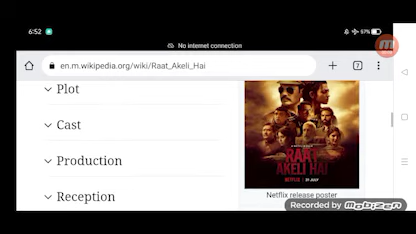 6:52
57%
No internet connection
en.m.wikipedia.org/wiki/Raat_Akeli_Hai
7
Plot
Cast
Production
Reception
RAAT
AKELI HAI
NETFLIX | 31 JULY
Netflix release poster
Recorded by mobizen